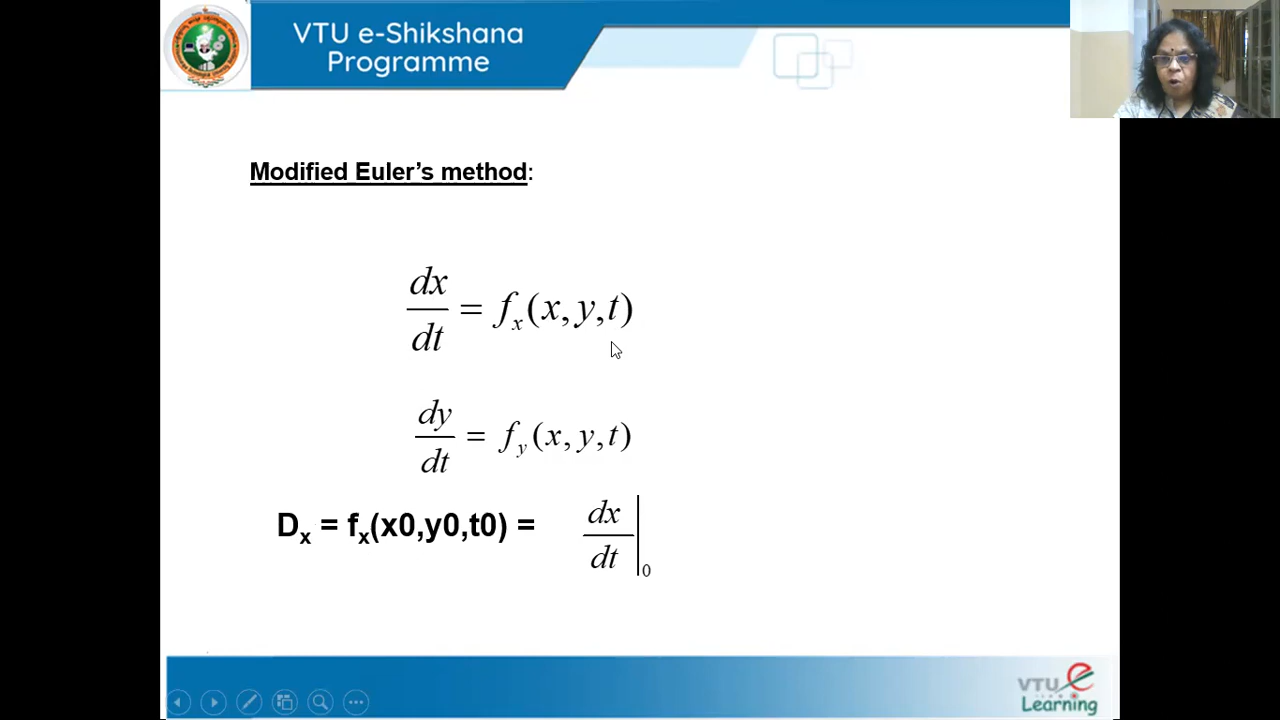 VTU e-Shikshana
Programme
Modified Euler’s method:
dx/dt = f_x(x, y, t)
dy/dt = f_y(x, y, t)
D_x = f_x(x0,y0,t0) = dx/dt |_0
VTU e
Learning